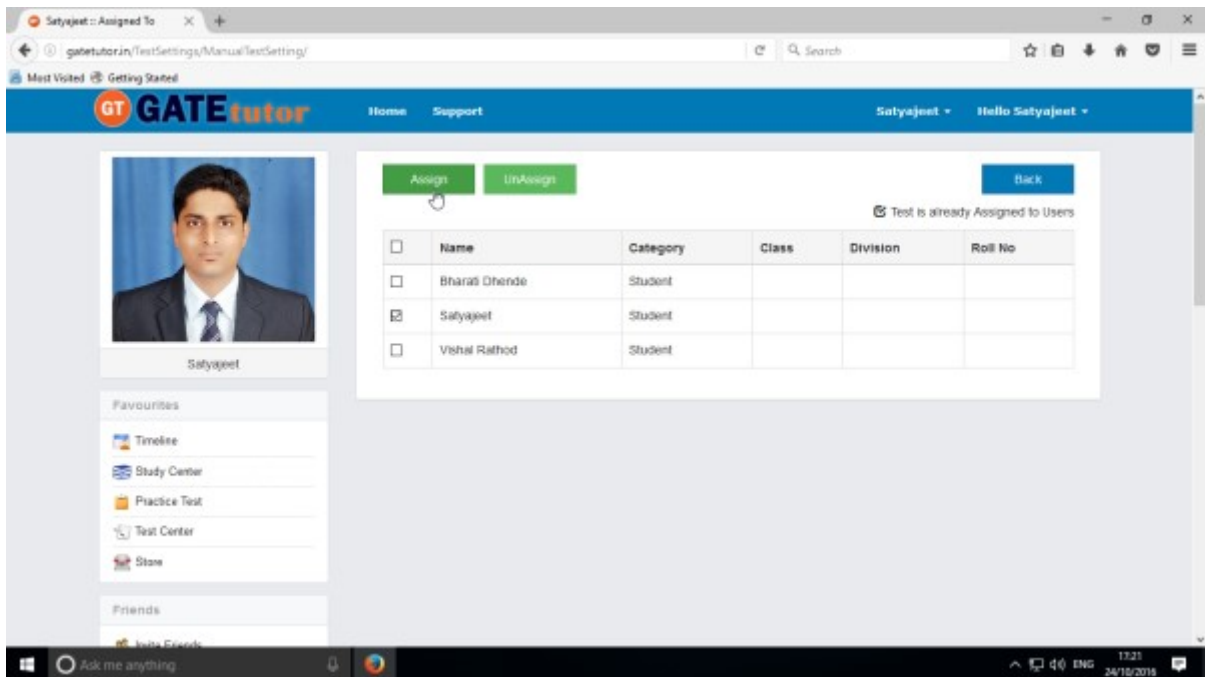 Satyajeet :: Assigned To
gatetutor.in/TestSettings/ManualTestSetting/
Search
Most Visited Getting Started
GT GATEtutor Home Support Satyajeet Hello Satyajeet
Assign UnAssign Back
Test is already Assigned to Users
Name Category Class Division Roll No
Bharati Dhende Student
Satyajeet Student
Vishal Rathod Student
Satyajeet
Favourites
Timeline
Study Center
Practice Test
Test Center
Store
Friends
Invite Friends
Ask me anything ENG 17:21
24/10/2016